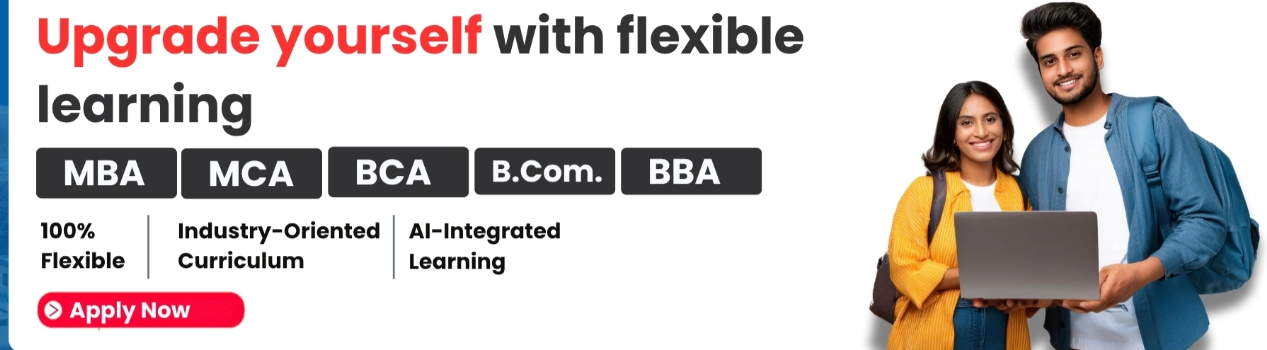 Upgrade yourself with flexible
learning
MBA MCA BCA B.Com. BBA
100% Industry-Oriented AI-Integrated
Flexible Curriculum Learning
Apply Now